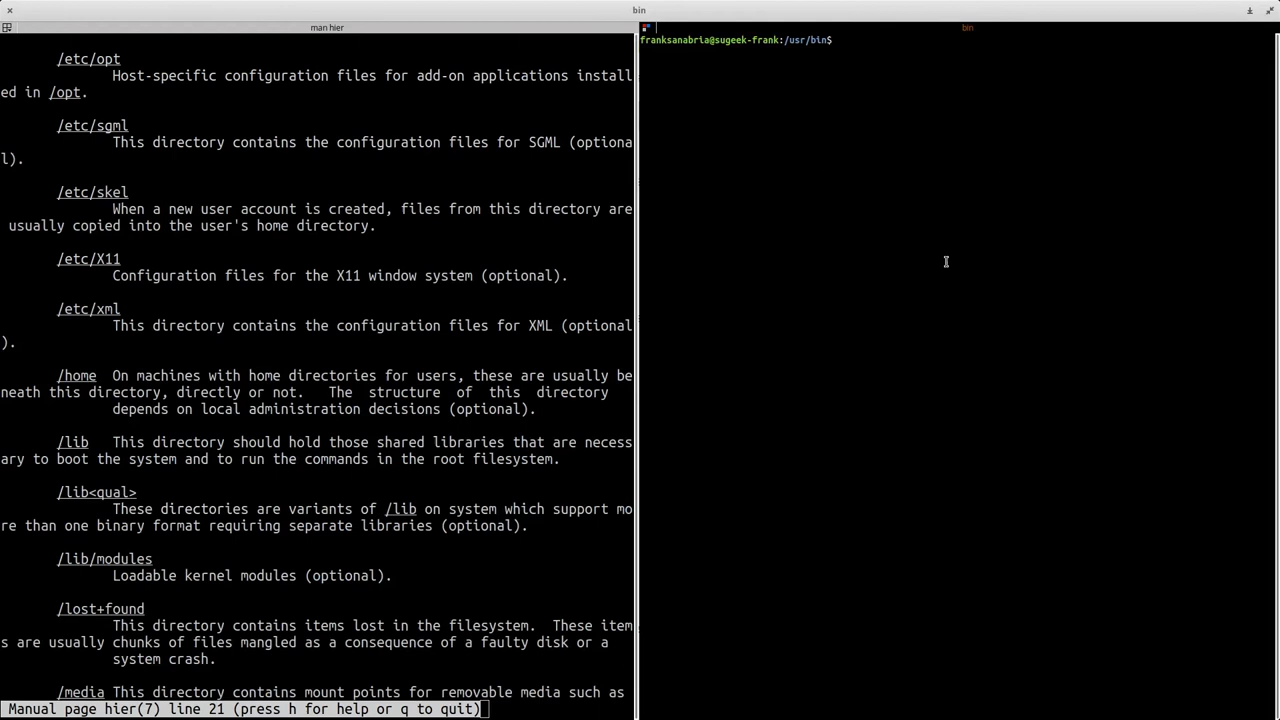 bin
man hier
bin
/etc/opt
Host-specific configuration files for add-on applications install
ed in /opt.
/etc/sgml
This directory contains the configuration files for SGML (optiona
l).
/etc/skel
When a new user account is created, files from this directory are
usually copied into the user's home directory.
/etc/X11
Configuration files for the X11 window system (optional).
/etc/xml
This directory contains the configuration files for XML (optional
).
/home On machines with home directories for users, these are usually be
neath this directory, directly or not. The structure of this directory
depends on local administration decisions (optional).
/lib This directory should hold those shared libraries that are necess
ary to boot the system and to run the commands in the root filesystem.
/lib<qual>
These directories are variants of /lib on system which support mo
re than one binary format requiring separate libraries (optional).
/lib/modules
Loadable kernel modules (optional).
/lost+found
This directory contains items lost in the filesystem. These item
s are usually chunks of files mangled as a consequence of a faulty disk or a
system crash.
/media This directory contains mount points for removable media such as
Manual page hier(7) line 21 (press h for help or q to quit)
franksanabria@sugeek-frank:/usr/bin$